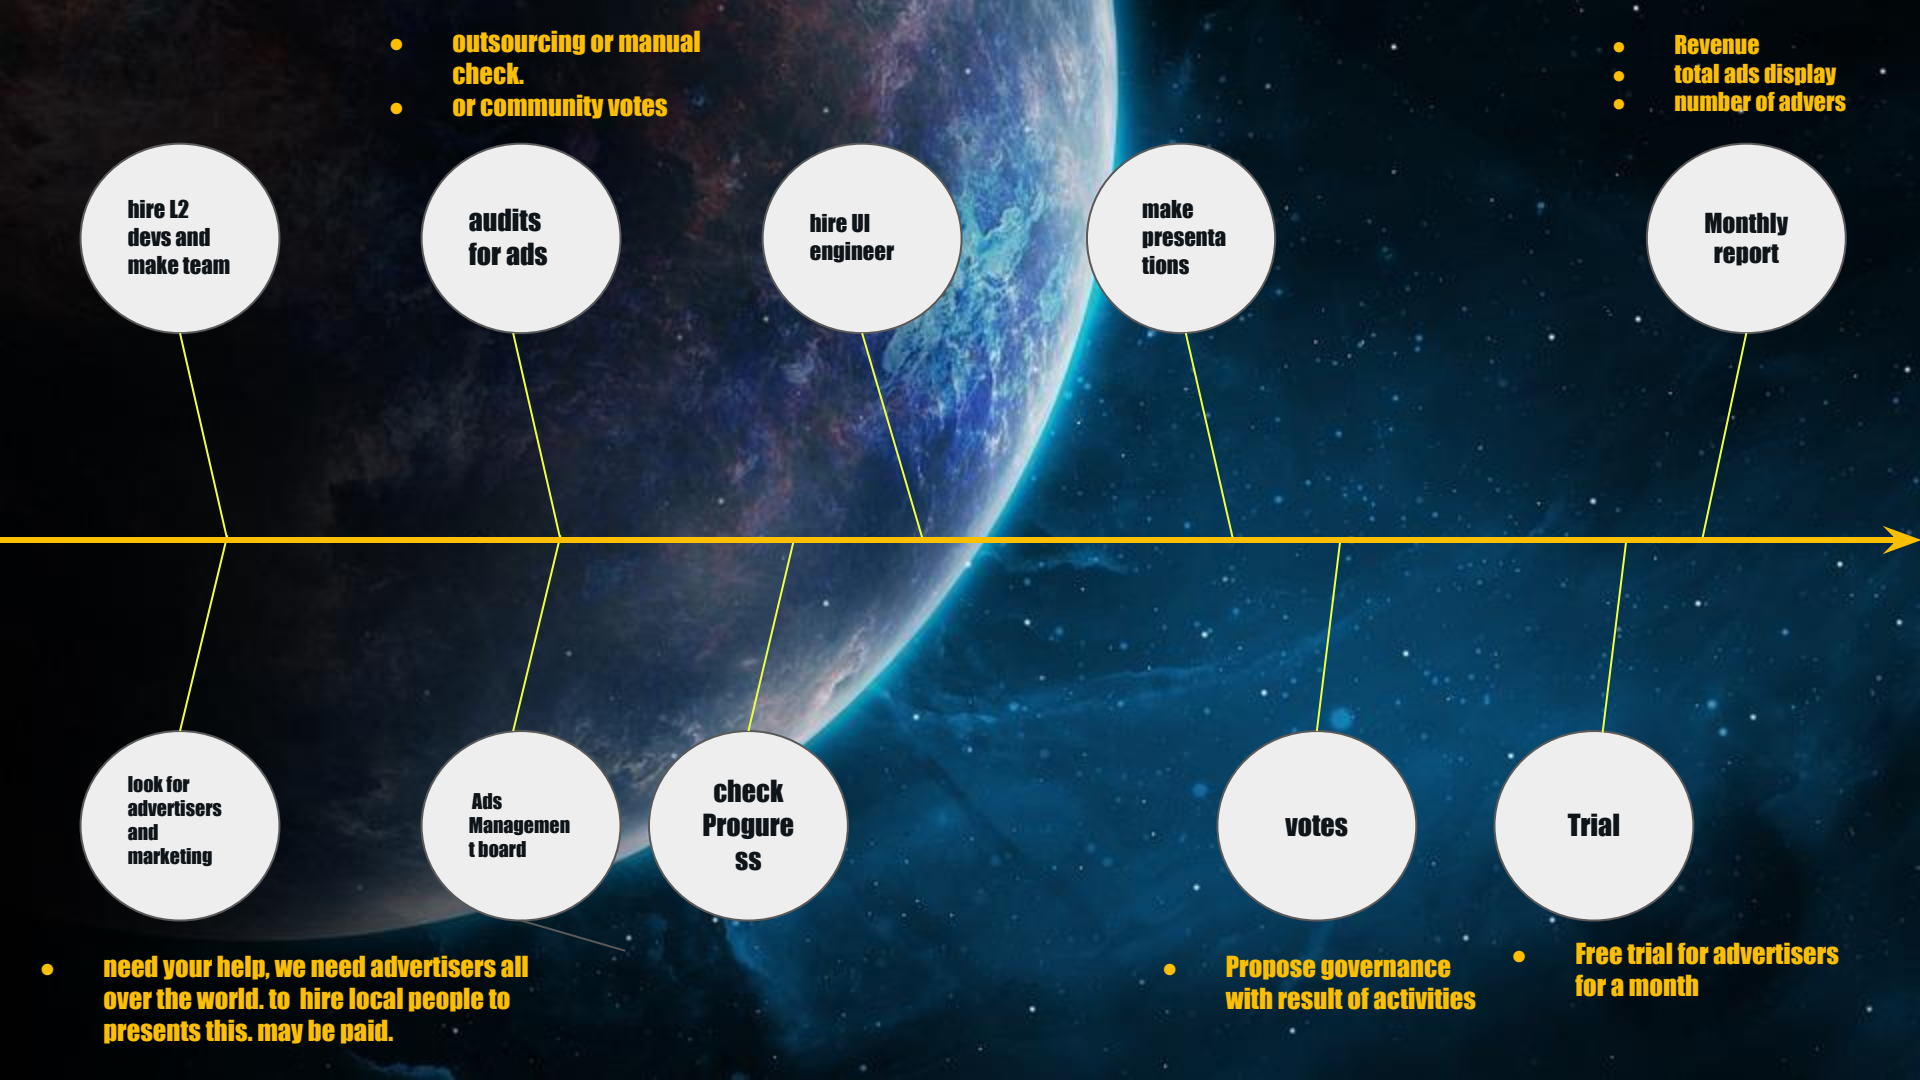 outsourcing or manual
check.
or community votes
Revenue
total ads display
number of advers
hire L2
devs and
make team
audits
for ads
hire UI
engineer
make
presenta
tions
Monthly
report
look for
advertisers
and
marketing
Ads
Managemen
t board
check
Progure
ss
votes
Trial
need your help, we need advertisers all
over the world. to  hire local people to
presents this. may be paid.
Propose governance
with result of activities
Free trial for advertisers
for a month